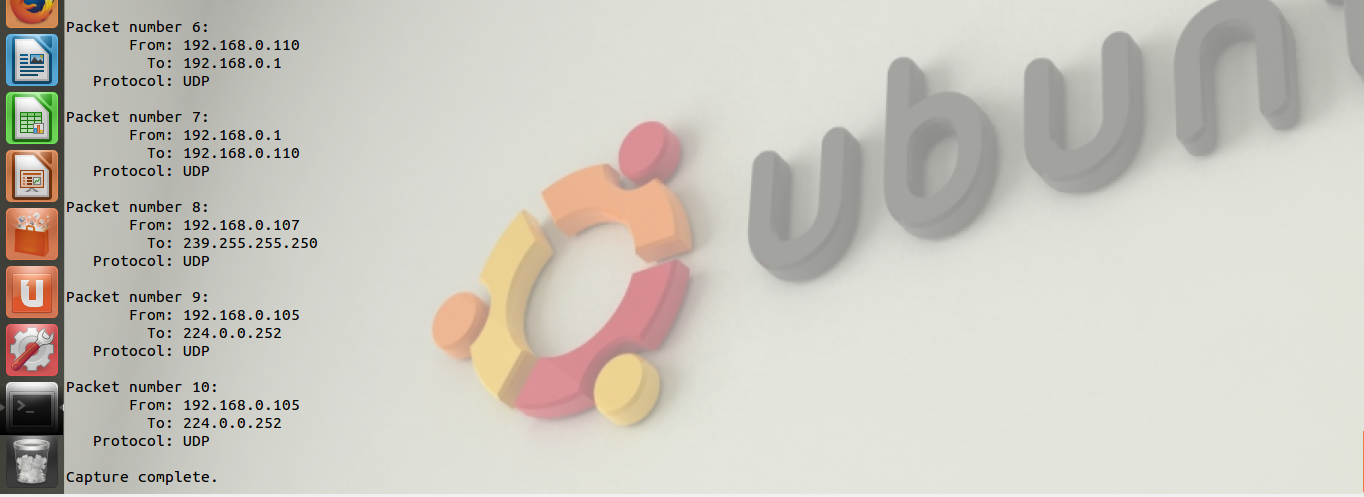 Packet number 6:
From: 192.168.0.110
To: 192.168.0.1
Protocol: UDP
Packet number 7:
From: 192.168.0.1
To: 192.168.0.110
Protocol: UDP
Packet number 8:
From: 192.168.0.107
To: 239.255.255.250
Protocol: UDP
Packet number 9:
From: 192.168.0.105
To: 224.0.0.252
Protocol: UDP
Packet number 10:
From: 192.168.0.105
To: 224.0.0.252
Protocol: UDP
Capture complete.
ubunt